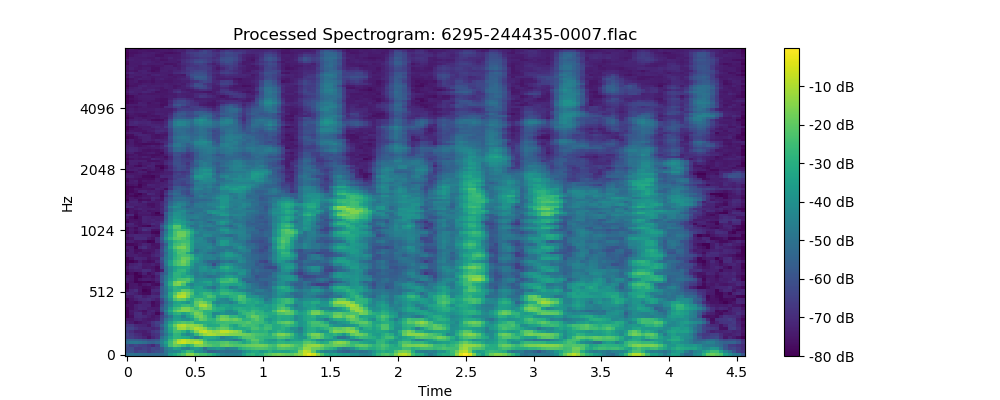 Processed Spectrogram: 6295-244435-0007.flac
Hz
4096
2048
1024
512
0
0 0.5 1 1.5 2 2.5 3 3.5 4 4.5
Time
-10 dB
-20 dB
-30 dB
-40 dB
-50 dB
-60 dB
-70 dB
-80 dB